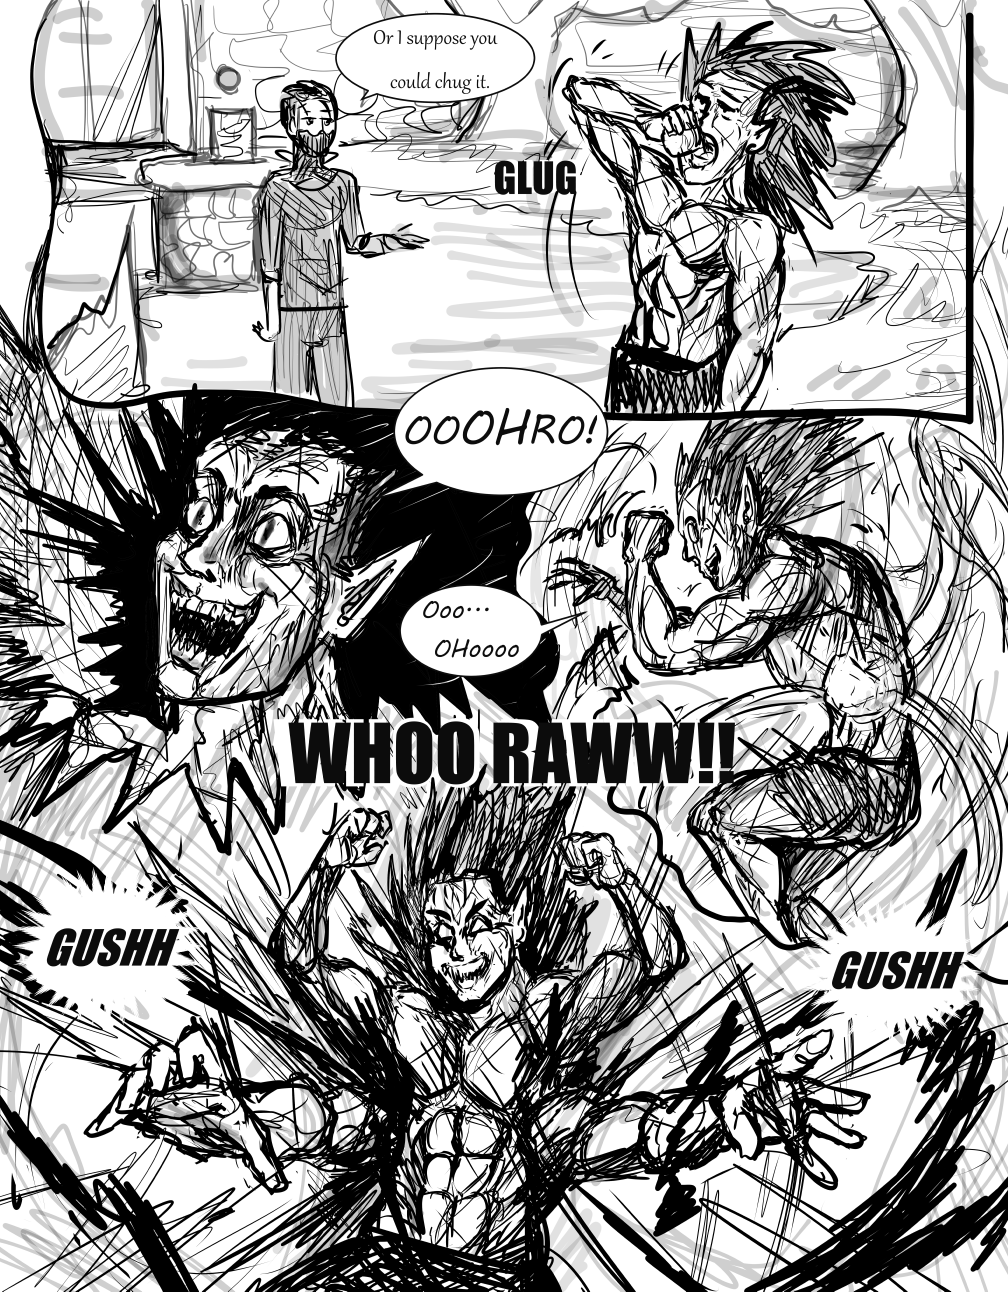 Or I suppose you
could chug it.
GLUG
OOOHRO!
Ooo...
OHoooo
WHOO RAWW!!
GUSHH
GUSHH